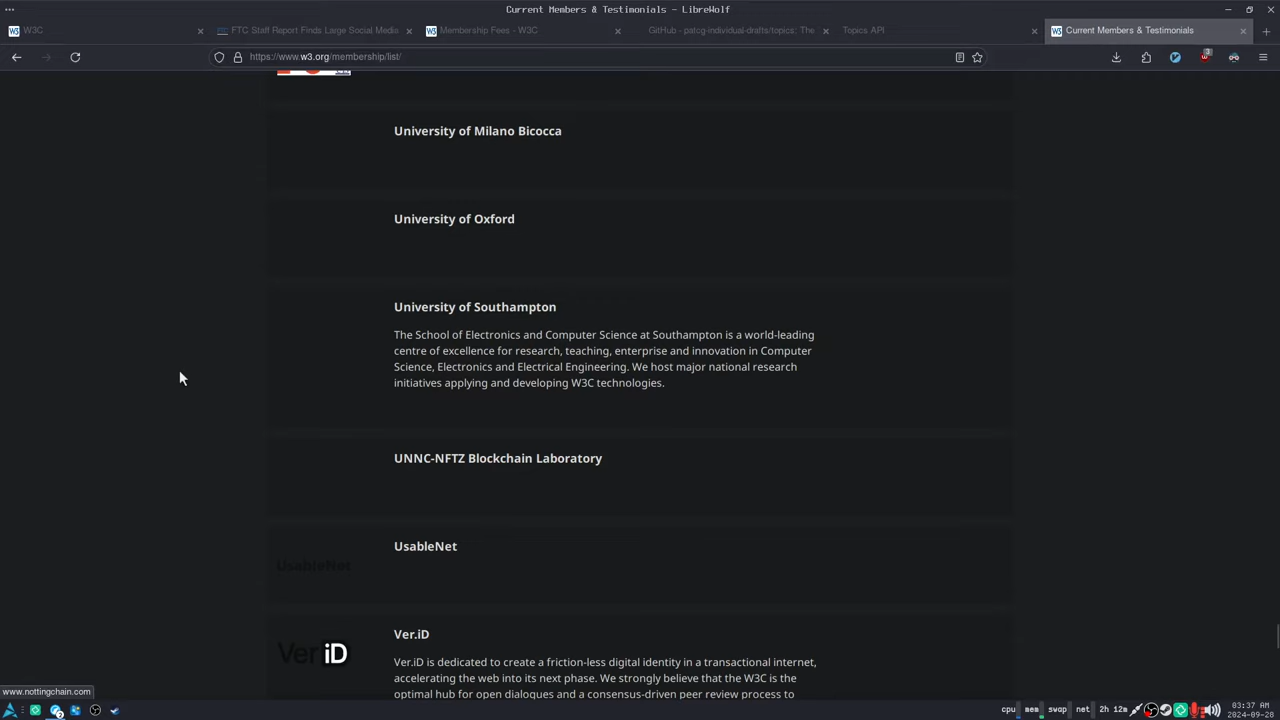 Current Members & Testimonials — LibreWolf
W3C
FTC Staff Report Finds Large Social Media
Membership Fees - W3C
GitHub - patcg-individual-drafts/topics: The
Topics API
Current Members & Testimonials
https://www.w3.org/membership/list/
3
University of Milano Bicocca
University of Oxford
University of Southampton
The School of Electronics and Computer Science at Southampton is a world-leading
centre of excellence for research, teaching, enterprise and innovation in Computer
Science, Electronics and Electrical Engineering. We host major national research
initiatives applying and developing W3C technologies.
UNNC-NFTZ Blockchain Laboratory
UsableNet
UsableNet
Ver.iD
Ver iD
Ver.iD is dedicated to create a friction-less digital identity in a transactional internet,
accelerating the web into its next phase. We strongly believe that the W3C is the
optimal hub for open dialogues and a consensus-driven peer review process to
www.nottingchain.com
cpu mem swap net 2h 12m
03:37 AM
2024-09-28